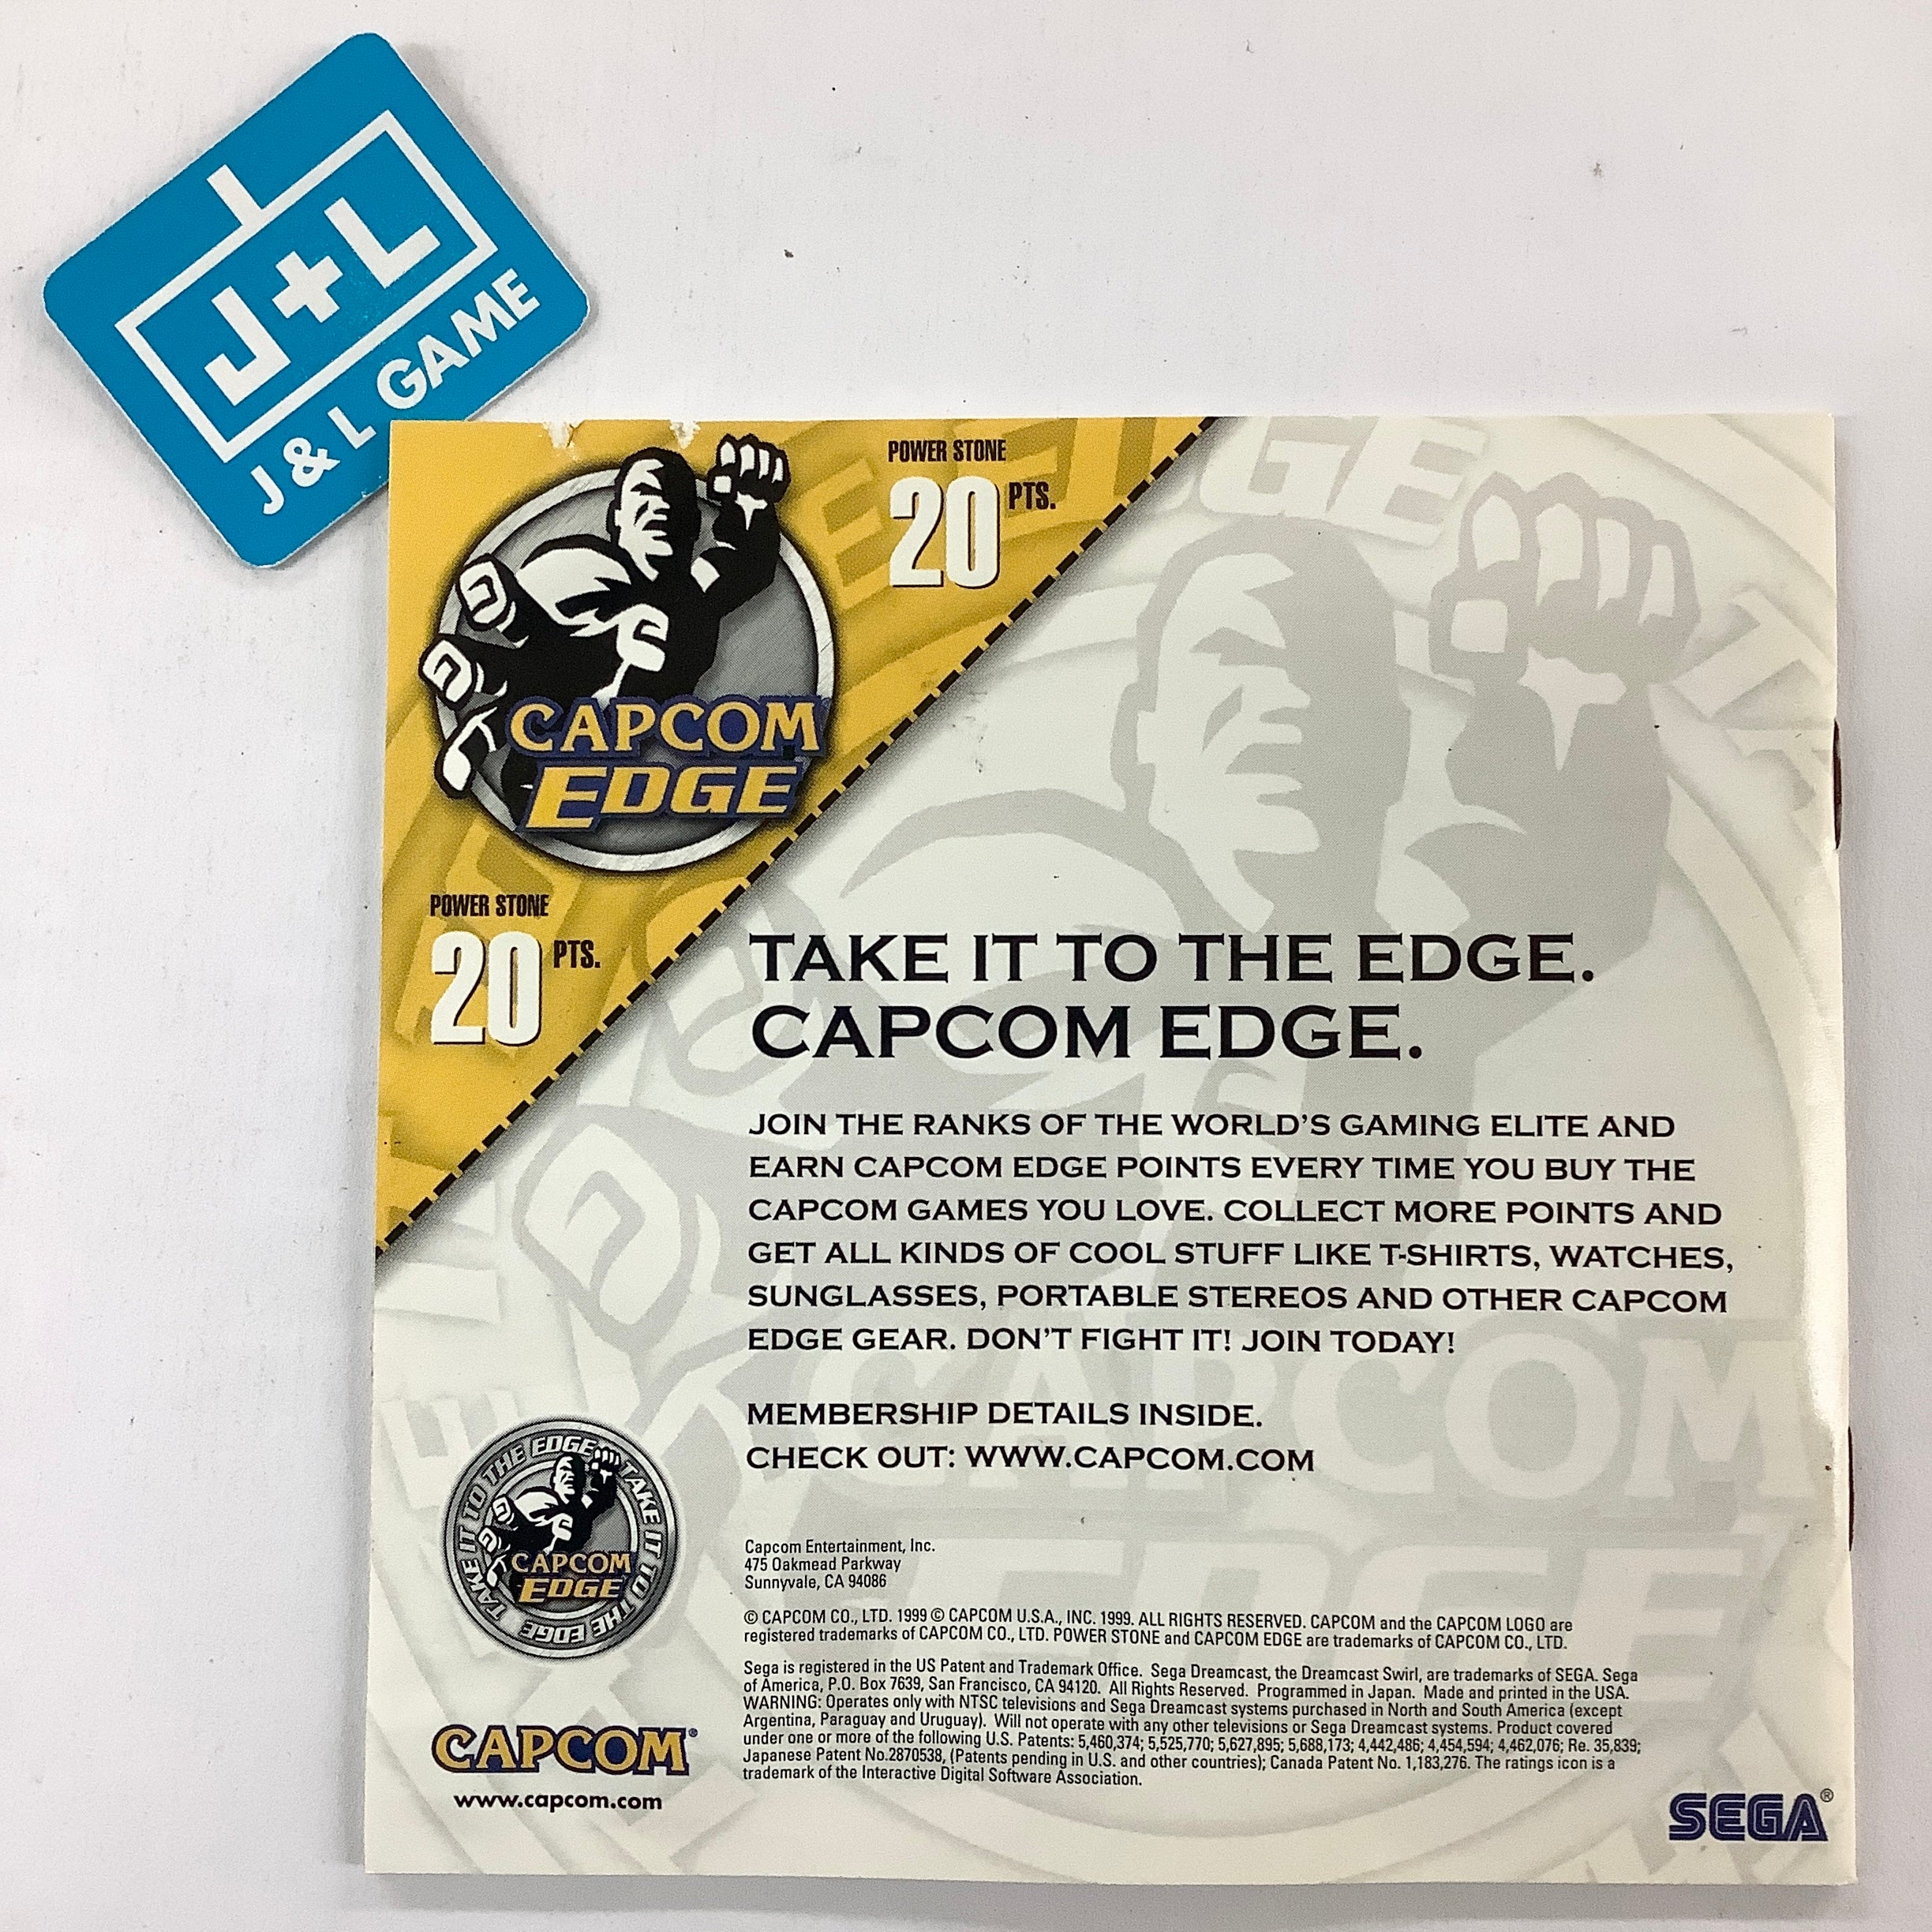 J+L
J & L GAME
POWER STONE
20 PTS.
CAPCOM
EDGE
POWER STONE
20 PTS.
TAKE IT TO THE EDGE.
CAPCOM EDGE.
JOIN THE RANKS OF THE WORLD'S GAMING ELITE AND
EARN CAPCOM EDGE POINTS EVERY TIME YOU BUY THE
CAPCOM GAMES YOU LOVE. COLLECT MORE POINTS AND
GET ALL KINDS OF COOL STUFF LIKE T-SHIRTS, WATCHES,
SUNGLASSES, PORTABLE STEREOS AND OTHER CAPCOM
EDGE GEAR. DON'T FIGHT IT! JOIN TODAY!
MEMBERSHIP DETAILS INSIDE.
CHECK OUT: WWW.CAPCOM.COM
TAKE IT TO THE EDGE TAKE IT TO THE EDGE
CAPCOM
EDGE
Capcom Entertainment, Inc.
475 Oakmead Parkway
Sunnyvale, CA 94086
© CAPCOM CO., LTD. 1999 © CAPCOM U.S.A., INC. 1999. ALL RIGHTS RESERVED. CAPCOM and the CAPCOM LOGO are
registered trademarks of CAPCOM CO., LTD. POWER STONE and CAPCOM EDGE are trademarks of CAPCOM CO., LTD.
Sega is registered in the US Patent and Trademark Office. Sega Dreamcast, the Dreamcast Swirl, are trademarks of SEGA. Sega
of America, P.O. Box 7639, San Francisco, CA 94120. All Rights Reserved. Programmed in Japan. Made and printed in the USA.
WARNING: Operates only with NTSC televisions and Sega Dreamcast systems purchased in North and South America (except
Argentina, Paraguay and Uruguay). Will not operate with any other televisions or Sega Dreamcast systems. Product covered
under one or more of the following U.S. Patents: 5,460,374; 5,525,770; 5,627,895; 5,688,173; 4,442,486; 4,454,594; 4,462,076; Re. 35,839;
Japanese Patent No.2870538, (Patents pending in U.S. and other countries); Canada Patent No. 1,183,276. The ratings icon is a
trademark of the Interactive Digital Software Association.
CAPCOM®
www.capcom.com
SEGA®